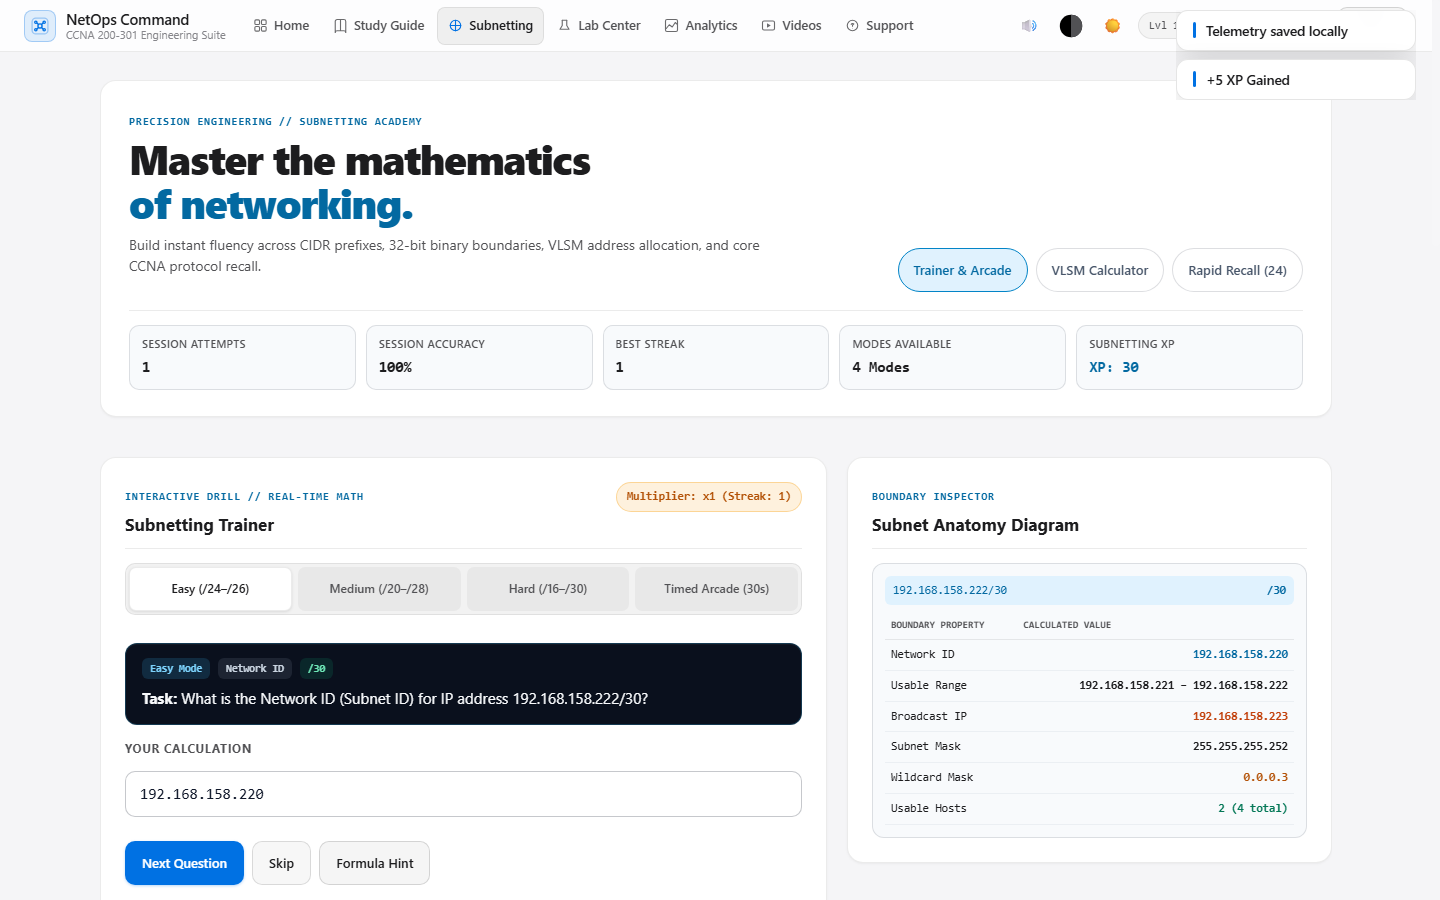 NetOps Command
CCNA 200-301 Engineering Suite
Home
Study Guide
Subnetting
Lab Center
Analytics
Videos
Support
Lvl 1
Telemetry saved locally
+5 XP Gained
PRECISION ENGINEERING // SUBNETTING ACADEMY
Master the mathematics
of networking.
Build instant fluency across CIDR prefixes, 32-bit binary boundaries, VLSM address allocation, and core
CCNA protocol recall.
Trainer & Arcade
VLSM Calculator
Rapid Recall (24)
SESSION ATTEMPTS
1
SESSION ACCURACY
100%
BEST STREAK
1
MODES AVAILABLE
4 Modes
SUBNETTING XP
XP: 30
INTERACTIVE DRILL // REAL-TIME MATH
Subnetting Trainer
Multiplier: x1 (Streak: 1)
Easy (/24–/26)
Medium (/20–/28)
Hard (/16–/30)
Timed Arcade (30s)
Easy Mode
Network ID
/30
Task: What is the Network ID (Subnet ID) for IP address 192.168.158.222/30?
YOUR CALCULATION
192.168.158.220
Next Question
Skip
Formula Hint
BOUNDARY INSPECTOR
Subnet Anatomy Diagram
192.168.158.222/30 /30
BOUNDARY PROPERTY CALCULATED VALUE
Network ID 192.168.158.220
Usable Range 192.168.158.221 – 192.168.158.222
Broadcast IP 192.168.158.223
Subnet Mask 255.255.255.252
Wildcard Mask 0.0.0.3
Usable Hosts 2 (4 total)